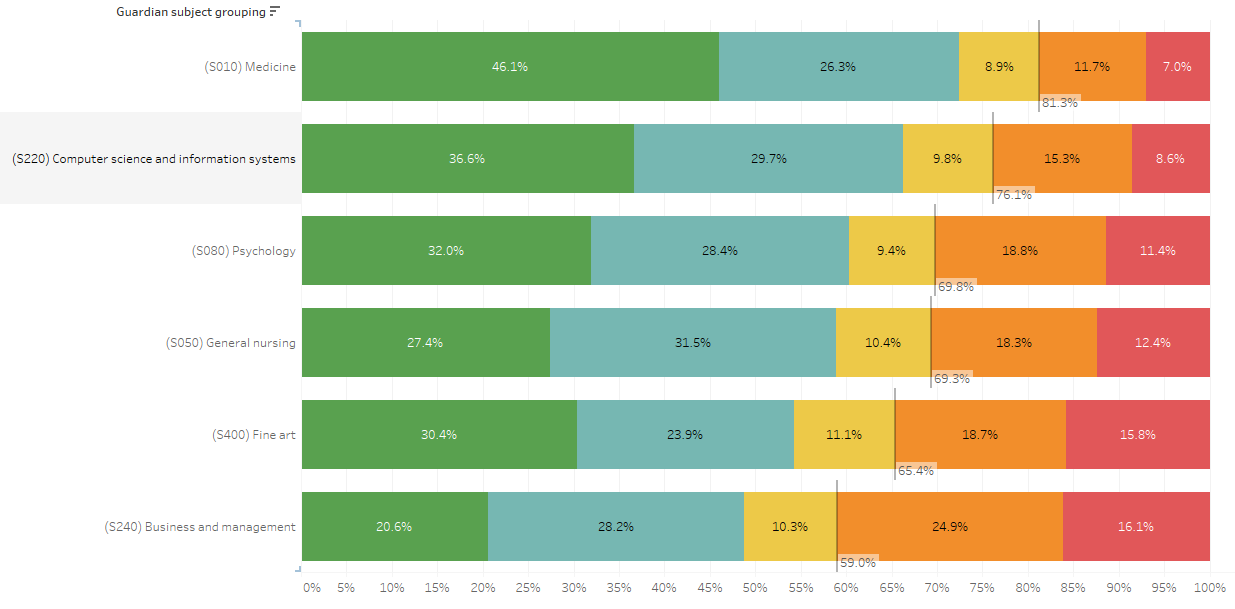 Guardian subject grouping
(S010) Medicine 46.1% 26.3% 8.9% 11.7% 7.0%
81.3%
(S220) Computer science and information systems 36.6% 29.7% 9.8% 15.3% 8.6%
76.1%
(S080) Psychology 32.0% 28.4% 9.4% 18.8% 11.4%
69.8%
(S050) General nursing 27.4% 31.5% 10.4% 18.3% 12.4%
69.3%
(S400) Fine art 30.4% 23.9% 11.1% 18.7% 15.8%
65.4%
(S240) Business and management 20.6% 28.2% 10.3% 24.9% 16.1%
59.0%
0% 5% 10% 15% 20% 25% 30% 35% 40% 45% 50% 55% 60% 65% 70% 75% 80% 85% 90% 95% 100%